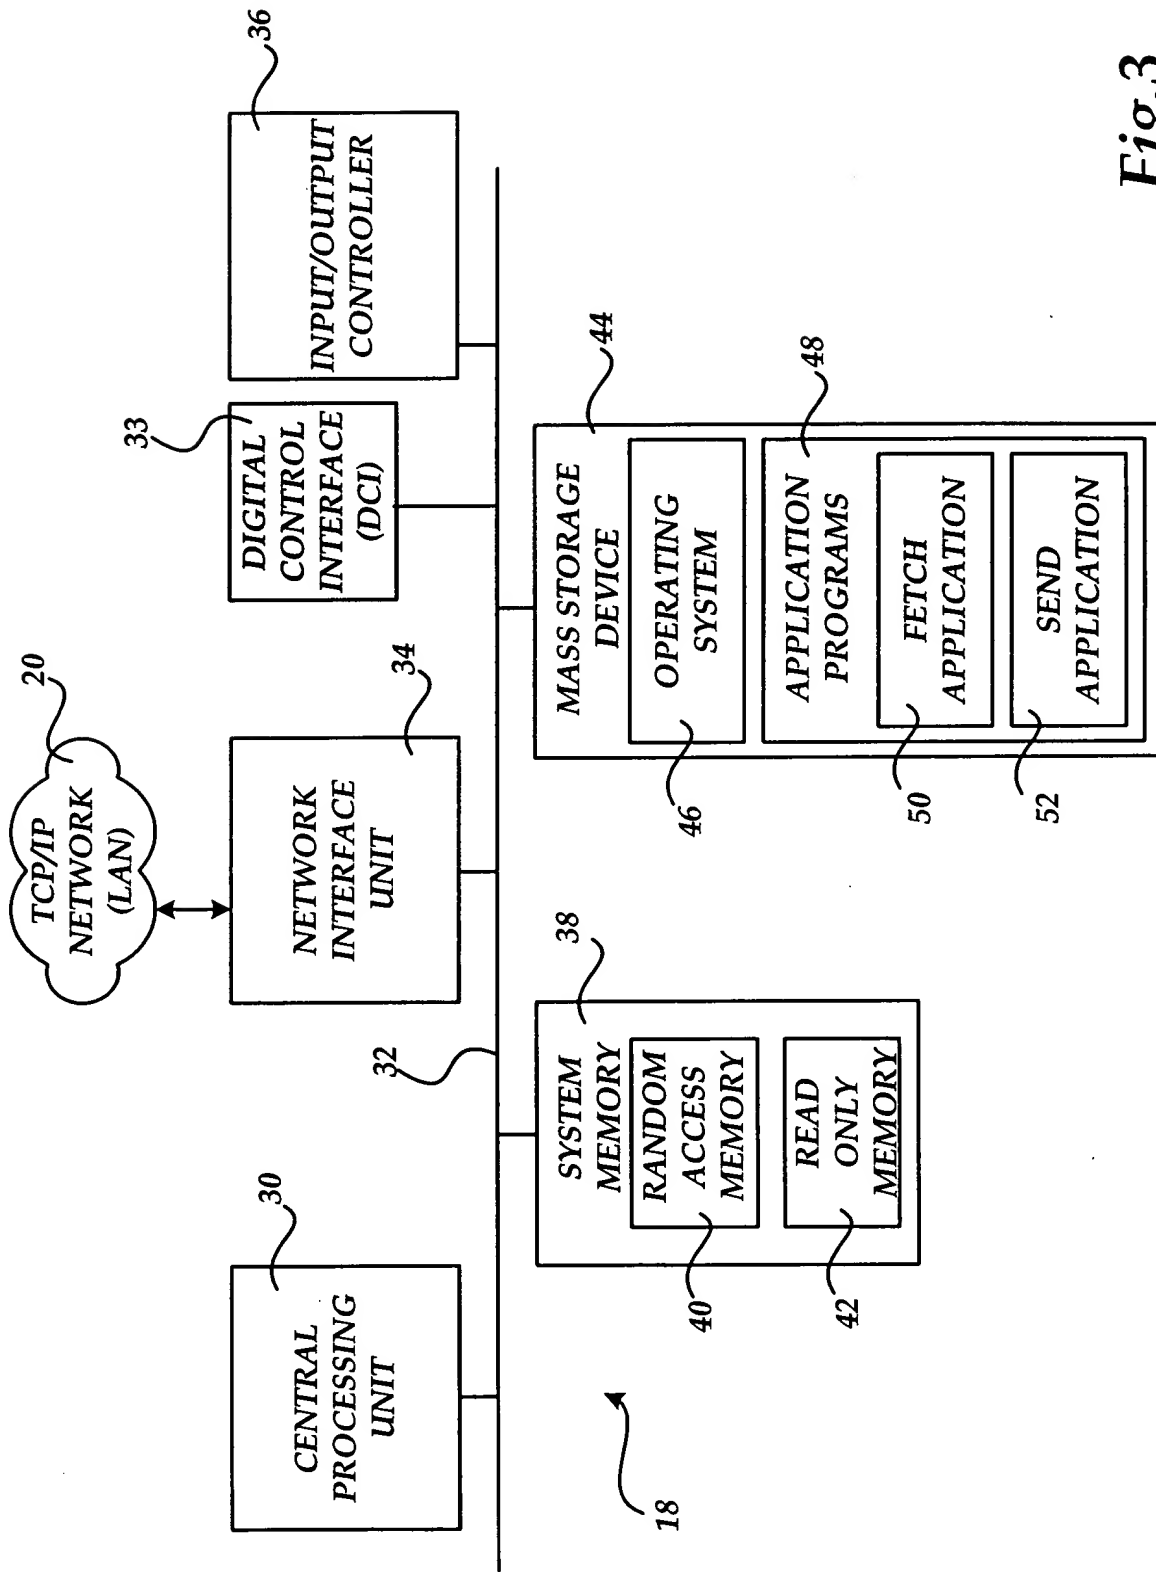 TCP/IP
NETWORK
(LAN)
20
CENTRAL
PROCESSING
UNIT
30
NETWORK
INTERFACE
UNIT
34
DIGITAL
CONTROL
INTERFACE
(DCI)
33
INPUT/OUTPUT
CONTROLLER
36
32
SYSTEM
MEMORY
38
RANDOM
ACCESS
MEMORY
40
READ
ONLY
MEMORY
42
MASS STORAGE
DEVICE
44
OPERATING
SYSTEM
46
APPLICATION
PROGRAMS
48
FETCH
APPLICATION
50
SEND
APPLICATION
52
18
Fig.3